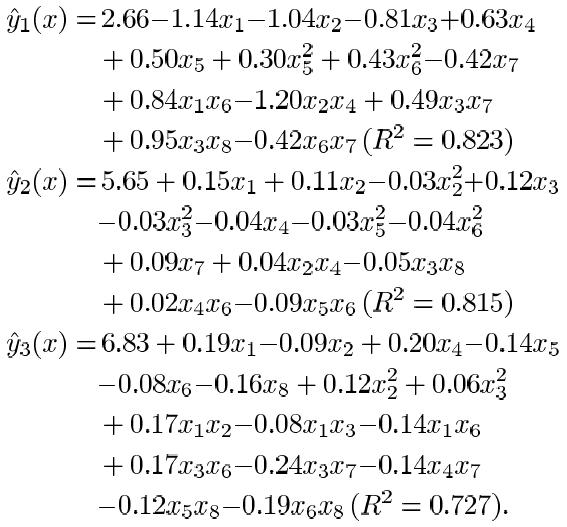 ŷ₁(x) = 2.66−1.14x₁−1.04x₂−0.81x₃+0.63x₄
+ 0.50x₅ + 0.30x₅² + 0.43x₆²−0.42x₇
+ 0.84x₁x₆−1.20x₂x₄ + 0.49x₃x₇
+ 0.95x₃x₈−0.42x₆x₇ (R² = 0.823)
ŷ₂(x) = 5.65 + 0.15x₁ + 0.11x₂−0.03x₂²+0.12x₃
−0.03x₃²−0.04x₄−0.03x₅²−0.04x₆²
+ 0.09x₇ + 0.04x₂x₄−0.05x₃x₈
+ 0.02x₄x₆−0.09x₅x₆ (R² = 0.815)
ŷ₃(x) = 6.83 + 0.19x₁−0.09x₂ + 0.20x₄−0.14x₅
−0.08x₆−0.16x₈ + 0.12x₂² + 0.06x₃²
+ 0.17x₁x₂−0.08x₁x₃−0.14x₁x₆
+ 0.17x₃x₆−0.24x₃x₇−0.14x₄x₇
−0.12x₅x₈−0.19x₆x₈ (R² = 0.727).